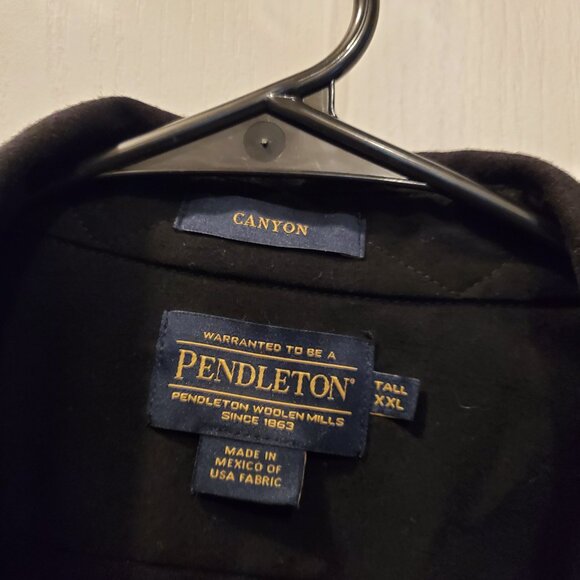 CANYON
WARRANTED TO BE A
PENDLETON®
PENDLETON WOOLEN MILLS
SINCE 1863
TALL
XXL
MADE IN
MEXICO OF
USA FABRIC